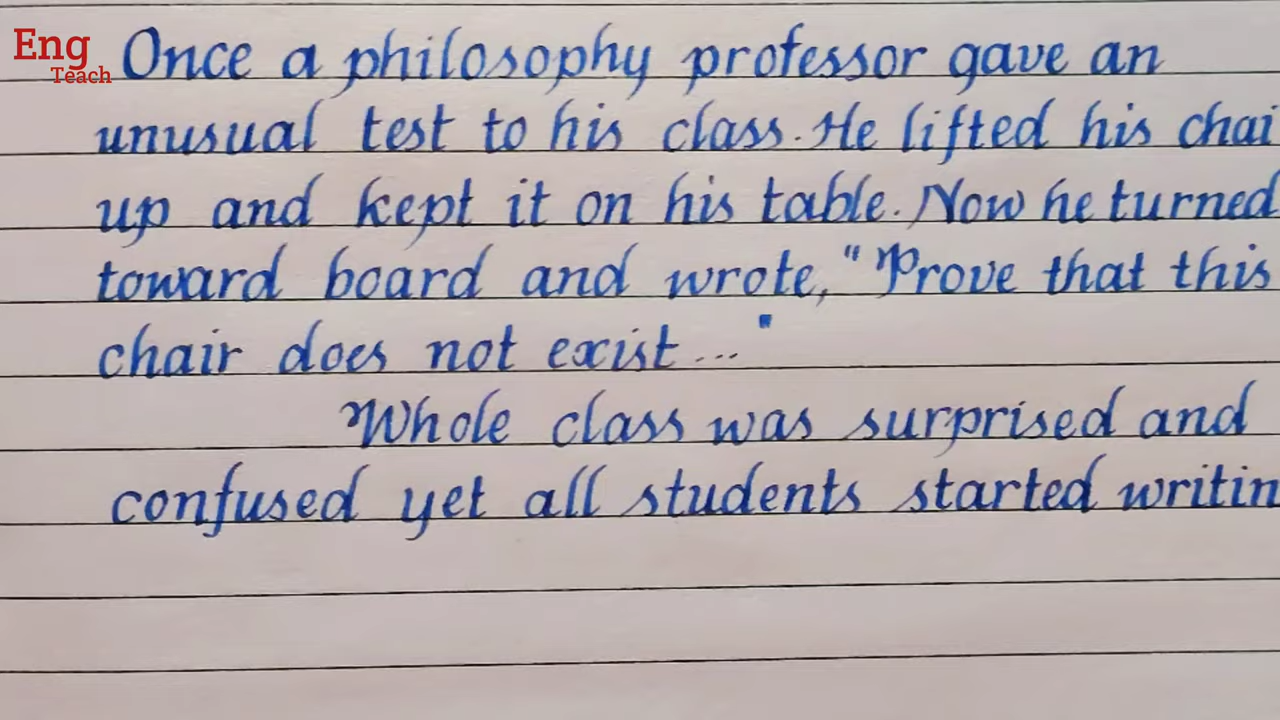 Eng
Teach
Once a philosophy professor gave an
unusual test to his class. He lifted his chai
up and kept it on his table. Now he turned
toward board and wrote, "Prove that this
chair does not exist... "
Whole class was surprised and
confused yet all students started writin